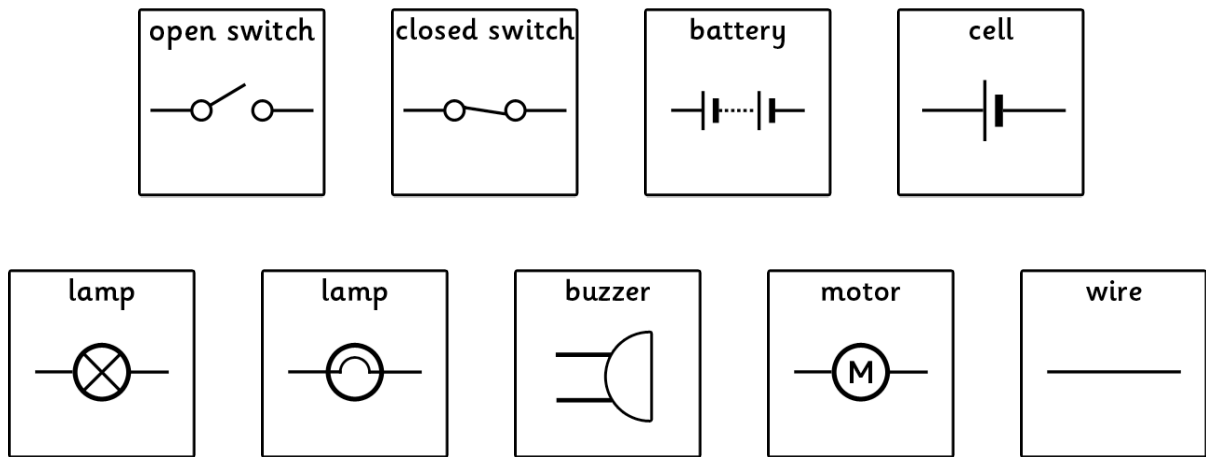 open switch
closed switch
battery
cell
lamp
lamp
buzzer
motor
wire
M